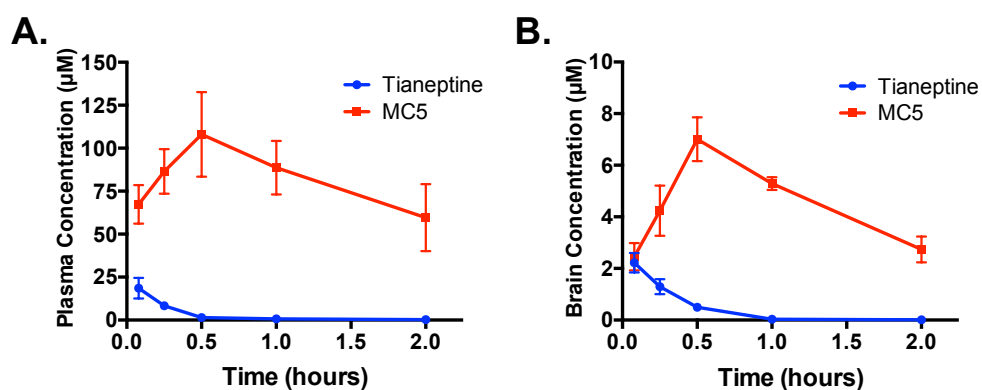 A.
Plasma Concentration (µM)
150
125
100
75
50
25
0
0.0 0.5 1.0 1.5 2.0
Time (hours)
Tianeptine
MC5
B.
Brain Concentration (µM)
10
8
6
4
2
0
0.0 0.5 1.0 1.5 2.0
Time (hours)
Tianeptine
MC5